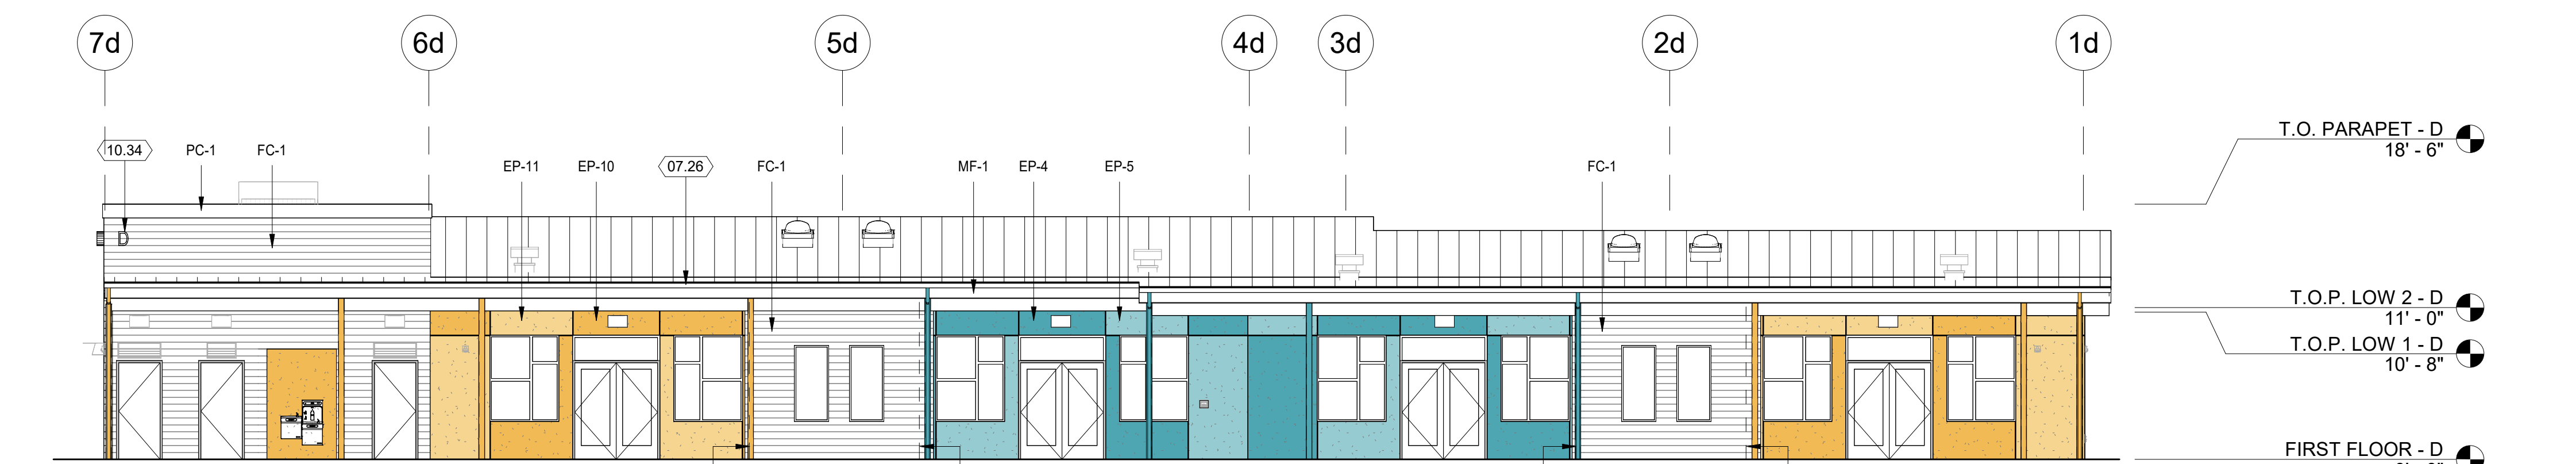 7d
6d
5d
4d
3d
2d
1d
T.O. PARAPET - D
18' - 6"
10.34
PC-1
FC-1
EP-11
EP-10
07.26
FC-1
MF-1
EP-4
EP-5
FC-1
T.O.P. LOW 2 - D
11' - 0"
T.O.P. LOW 1 - D
10' - 8"
FIRST FLOOR - D